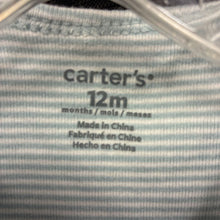 carter's®
12m
months / mois / meses
Made in China
Fabriqué en Chine
Hecho en China